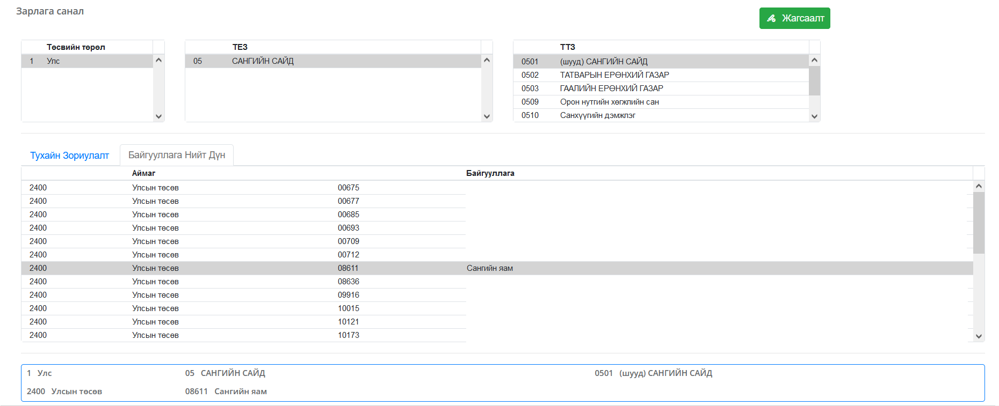 Зарлага санал
Жагсаалт
Төсвийн төрөл
1 Улс
ТЕЗ
05 САНГИЙН САЙД
ТТЗ
0501 (шууд) САНГИЙН САЙД
0502 ТАТВАРЫН ЕРӨНХИЙ ГАЗАР
0503 ГААЛИЙН ЕРӨНХИЙ ГАЗАР
0509 Орон нутгийн хөгжлийн сан
0510 Санхүүгийн дэмжлэг
Тухайн Зориулалт Байгууллага Нийт Дүн
Аймаг Байгууллага
2400 Улсын төсөв 00675
2400 Улсын төсөв 00677
2400 Улсын төсөв 00685
2400 Улсын төсөв 00693
2400 Улсын төсөв 00709
2400 Улсын төсөв 00712
2400 Улсын төсөв 08611 Сангийн яам
2400 Улсын төсөв 08636
2400 Улсын төсөв 09916
2400 Улсын төсөв 10015
2400 Улсын төсөв 10121
2400 Улсын төсөв 10173
1 Улс 05 САНГИЙН САЙД 0501 (шууд) САНГИЙН САЙД
2400 Улсын төсөв 08611 Сангийн яам